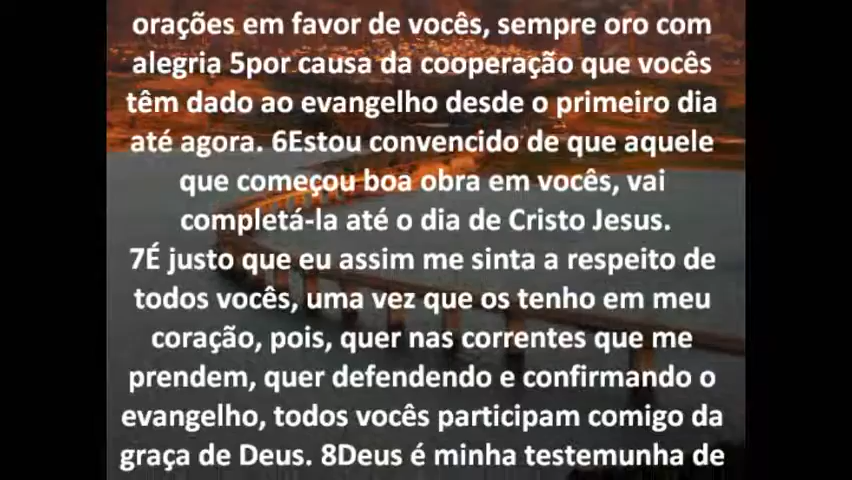 orações em favor de vocês, sempre oro com
alegria 5por causa da cooperação que vocês
têm dado ao evangelho desde o primeiro dia
até agora. 6Estou convencido de que aquele
que começou boa obra em vocês, vai
completá-la até o dia de Cristo Jesus.
7É justo que eu assim me sinta a respeito de
todos vocês, uma vez que os tenho em meu
coração, pois, quer nas correntes que me
prendem, quer defendendo e confirmando o
evangelho, todos vocês participam comigo da
graça de Deus. 8Deus é minha testemunha de